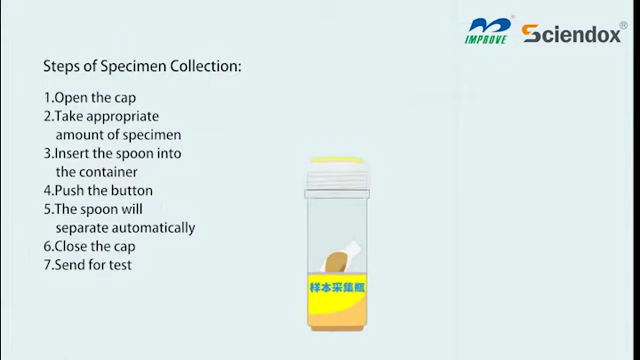 IMPROVE
Sciendox®
Steps of Specimen Collection:
1.Open the cap
2.Take appropriate
amount of specimen
3.Insert the spoon into
the container
4.Push the button
5.The spoon will
separate automatically
6.Close the cap
7.Send for test
样本采集瓶